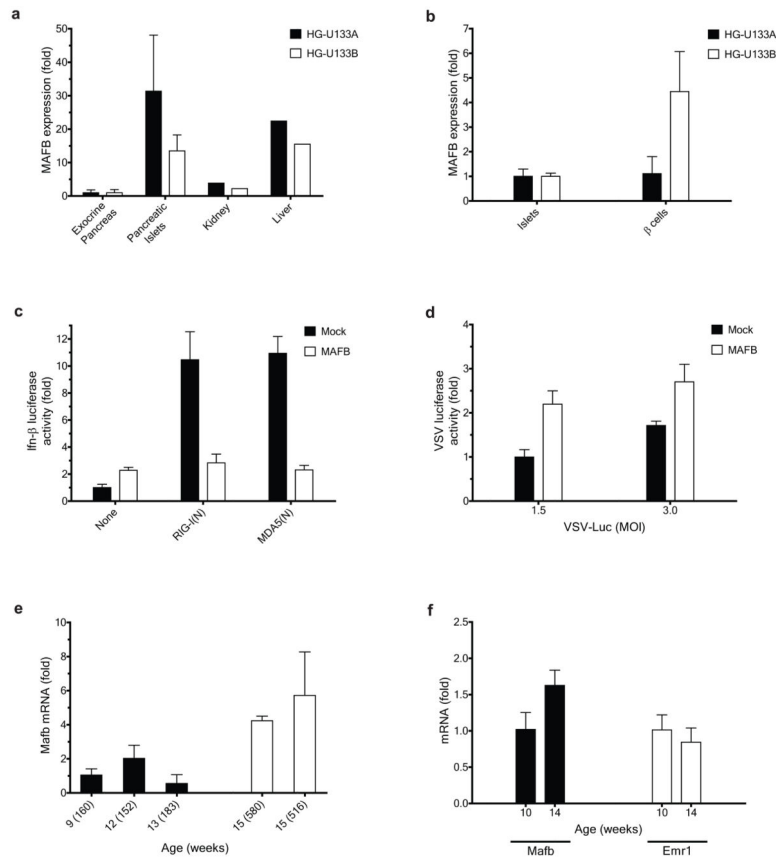 a
MAFB expression (fold)
50
40
30
20
10
0
HG-U133A
HG-U133B
Exocrine
Pancreas
Pancreatic
Islets
Kidney
Liver
b
MAFB expression (fold)
7
6
5
4
3
2
1
0
HG-U133A
HG-U133B
Islets
β cells
c
Ifn-β luciferase
activity (fold)
12
10
8
6
4
2
0
Mock
MAFB
None
RIG-I(N)
MDA5(N)
d
VSV luciferase
activity (fold)
4
3
2
1
0
Mock
MAFB
1.5
3.0
VSV-Luc (MOI)
e
Mafb mRNA (fold)
10
8
6
4
2
0
9 (160)
12 (152)
13 (183)
15 (580)
15 (516)
Age (weeks)
f
mRNA (fold)
2.5
2.0
1.5
1.0
0.5
0.0
10 14 10 14
Age (weeks)
Mafb Emr1